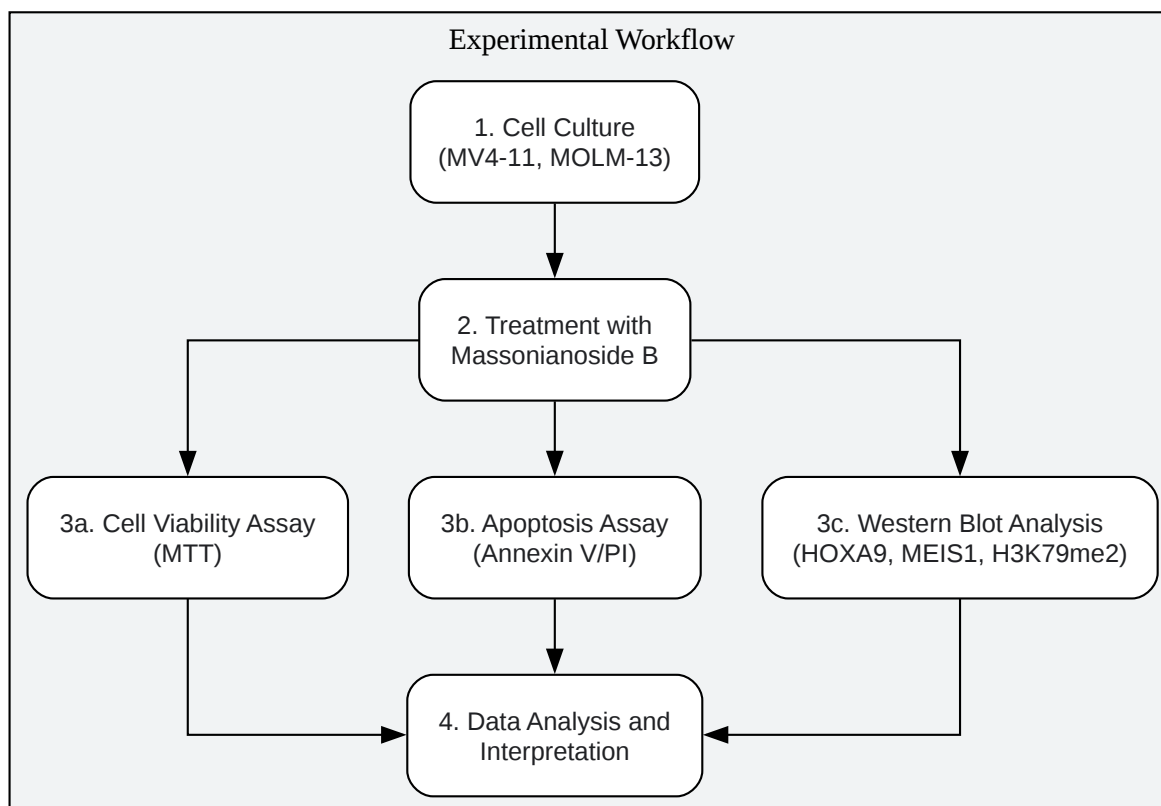 Experimental Workflow
1. Cell Culture
(MV4-11, MOLM-13)
2. Treatment with
Massonianoside B
3a. Cell Viability Assay
(MTT)
3b. Apoptosis Assay
(Annexin V/PI)
3c. Western Blot Analysis
(HOXA9, MEIS1, H3K79me2)
4. Data Analysis and
Interpretation